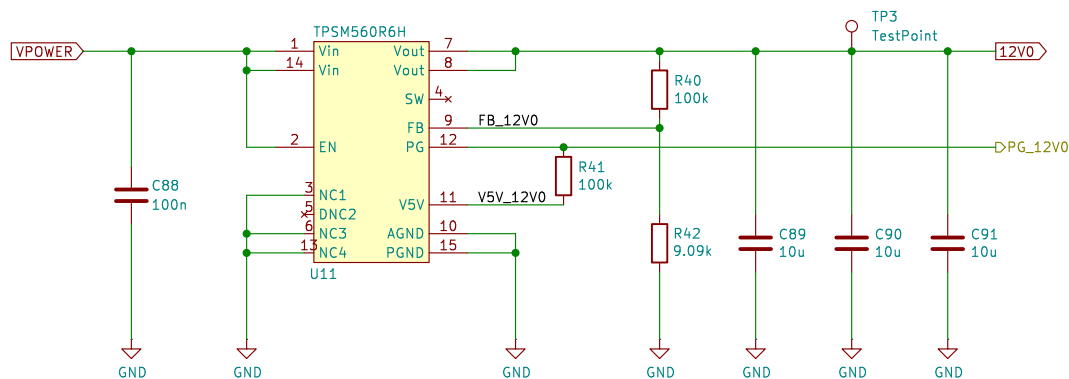 TP3
TestPoint
TPSM560R6H
VPOWER
1
Vin
Vout
7
12V0
14
Vin
Vout
8
R40
100k
SW
4
FB
9
FB_12V0
2
EN
PG
12
PG_12V0
R41
100k
3
NC1
V5V
11
V5V_12V0
5
DNC2
6
NC3
AGND
10
13
NC4
PGND
15
U11
C88
100n
R42
9.09k
C89
10u
C90
10u
C91
10u
GND
GND
GND
GND
GND
GND
GND